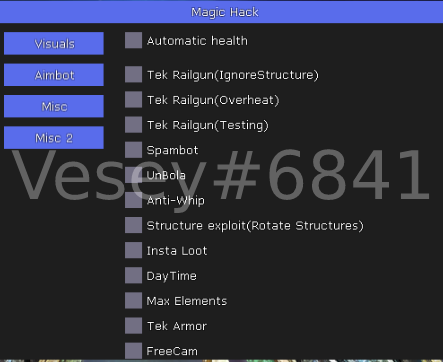 Magic Hack
Visuals
Aimbot
Misc
Misc 2
Automatic health
Tek Railgun(IgnoreStructure)
Tek Railgun(Overheat)
Tek Railgun(Testing)
Spambot
UnBola
Anti-Whip
Structure exploit(Rotate Structures)
Insta Loot
DayTime
Max Elements
Tek Armor
FreeCam
Vesey#6841